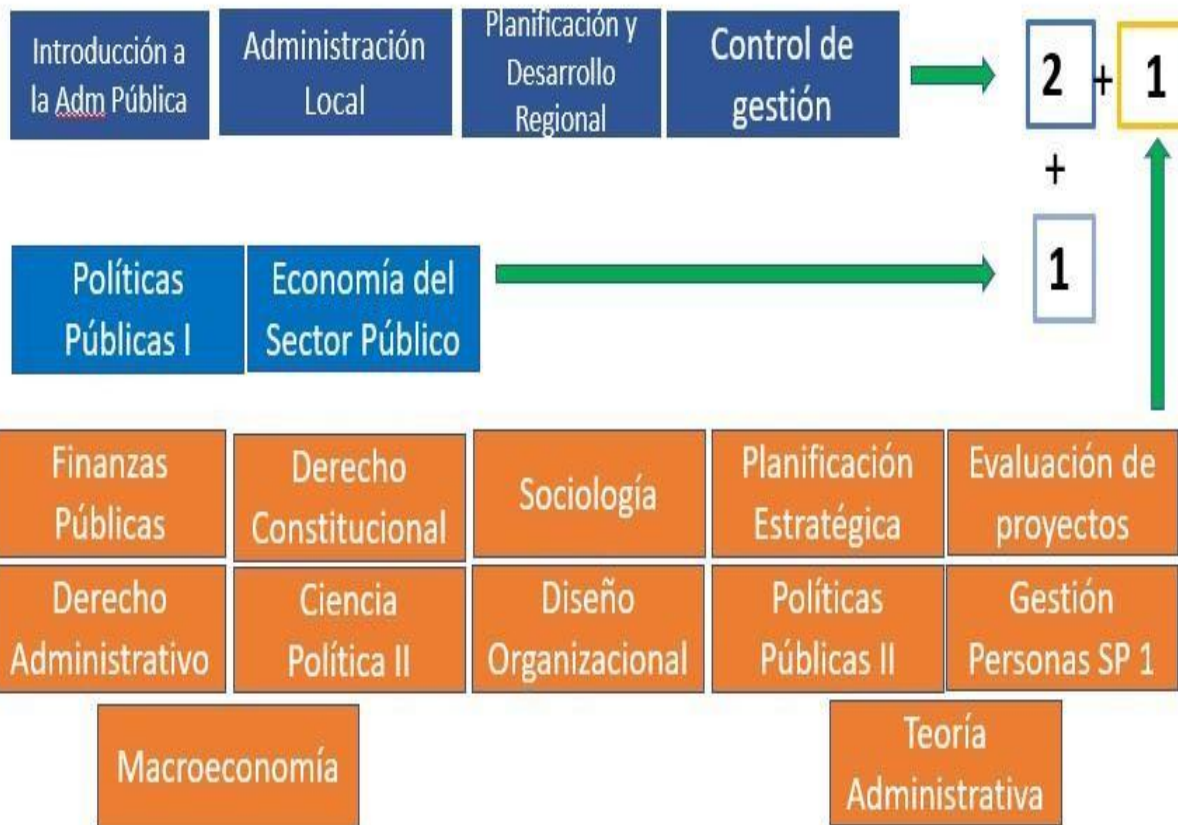 Introducción a
la Adm Pública
Administración
Local
Planificación y
Desarrollo
Regional
Control de
gestión
2 + 1
+
1
Políticas
Públicas I
Economía del
Sector Público
Finanzas
Públicas
Derecho
Constitucional
Sociología
Planificación
Estratégica
Evaluación de
proyectos
Derecho
Administrativo
Ciencia
Política II
Diseño
Organizacional
Políticas
Públicas II
Gestión
Personas SP 1
Macroeconomía
Teoría
Administrativa